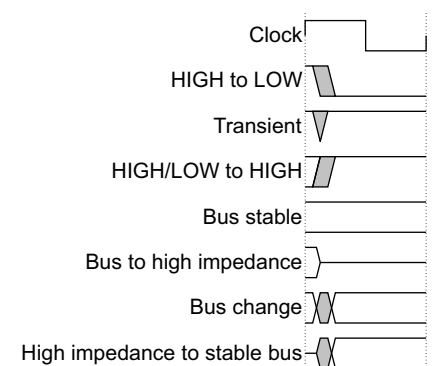 Clock
HIGH to LOW
Transient
HIGH/LOW to HIGH
Bus stable
Bus to high impedance
Bus change
High impedance to stable bus